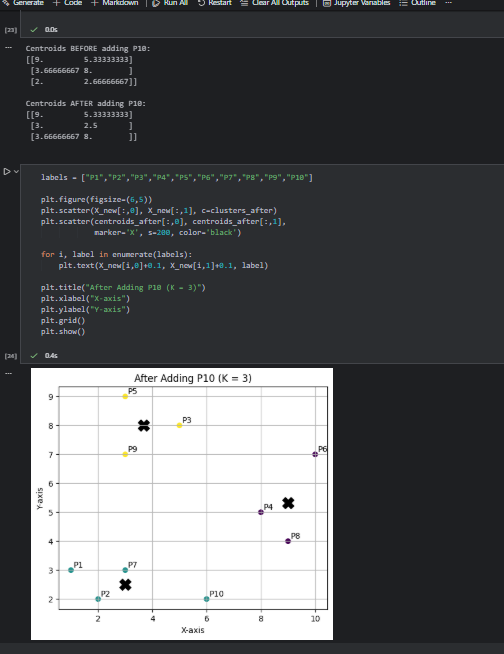 Generate + Code + Markdown | Run All Restart Clear All Outputs | Jupyter Variables Outline ...
[23] 0.0s
... Centroids BEFORE adding P10:
[[9. 5.33333333]
[3.66666667 8. ]
[2. 2.66666667]]
Centroids AFTER adding P10:
[[9. 5.33333333]
[3. 2.5 ]
[3.66666667 8. ]]
labels = ["P1","P2","P3","P4","P5","P6","P7","P8","P9","P10"]
plt.figure(figsize=(6,5))
plt.scatter(X_new[:,0], X_new[:,1], c=clusters_after)
plt.scatter(centroids_after[:,0], centroids_after[:,1],
marker='X', s=200, color='black')
for i, label in enumerate(labels):
plt.text(X_new[i,0]+0.1, X_new[i,1]+0.1, label)
plt.title("After Adding P10 (K = 3)")
plt.xlabel("X-axis")
plt.ylabel("Y-axis")
plt.grid()
plt.show()
[24] 0.4s
...
After Adding P10 (K = 3)
P5
9
8
P3
7
P9
P6
6
Y-axis
5
P4
4
P8
3
P1
P7
2
P2
P10
2 4 6 8 10
X-axis